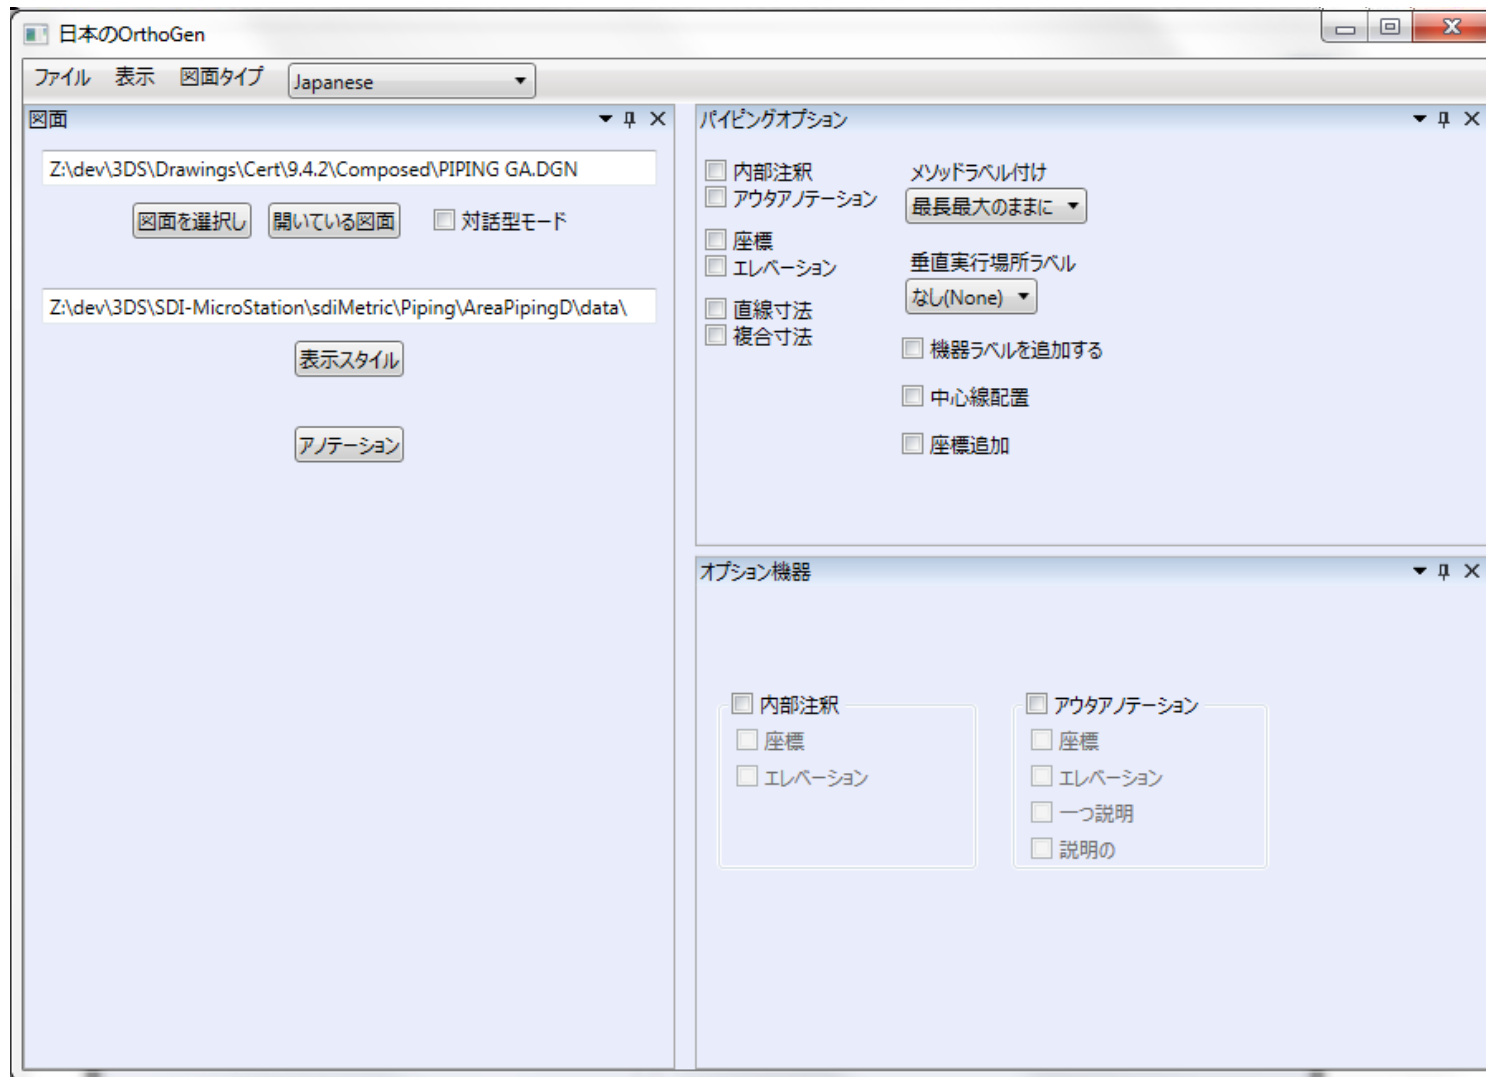 日本のOrthoGen
ファイル 表示 図面タイプ Japanese
図面
Z:\dev\3DS\Drawings\Cert\9.4.2\Composed\PIPING GA.DGN
図面を選択し 開いている図面 対話型モード
Z:\dev\3DS\SDI-MicroStation\sdiMetric\Piping\AreaPipingD\data\
表示スタイル
アノテーション
パイピングオプション
内部注釈
アウタアノテーション
座標
エレベーション
直線寸法
複合寸法
メソッドラベル付け
最長最大のままに
垂直実行場所ラベル
なし(None)
機器ラベルを追加する
中心線配置
座標追加
オプション機器
内部注釈
座標
エレベーション
アウタアノテーション
座標
エレベーション
一つ説明
説明の